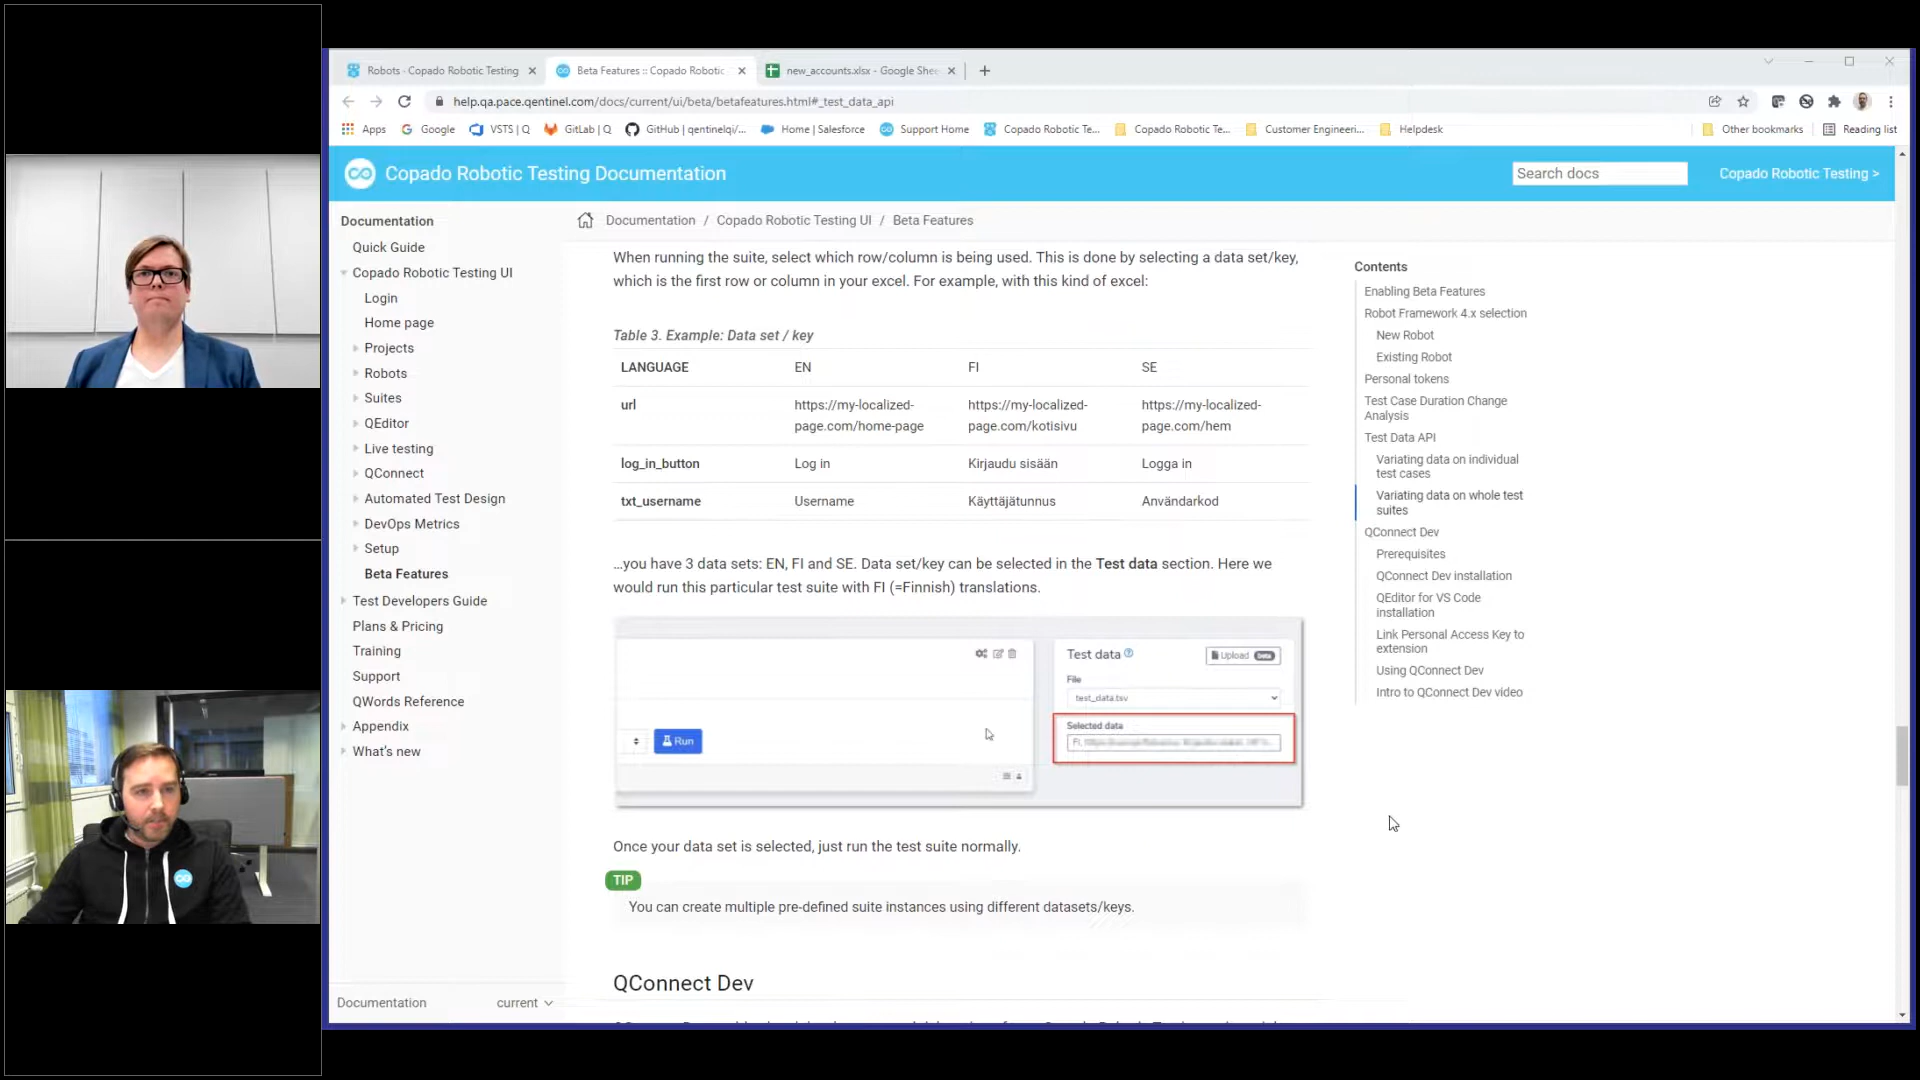 Robots - Copado Robotic Testing
Beta Features :: Copado Robotic
new_accounts.xlsx - Google Shee
help.qa.pace.qentinel.com/docs/current/ui/beta/betafeatures.html#_test_data_api
Apps
Google
VSTS | Q
GitLab | Q
GitHub | qentinelqi/...
Home | Salesforce
Support Home
Copado Robotic Te...
Copado Robotic Te...
Customer Engineeri...
Helpdesk
Other bookmarks
Reading list
Copado Robotic Testing Documentation
Search docs
Copado Robotic Testing >
Documentation
Quick Guide
Copado Robotic Testing UI
Login
Home page
Projects
Robots
Suites
QEditor
Live testing
QConnect
Automated Test Design
DevOps Metrics
Setup
Beta Features
Test Developers Guide
Plans & Pricing
Training
Support
QWords Reference
Appendix
What's new
Documentation
current
Documentation / Copado Robotic Testing UI / Beta Features
When running the suite, select which row/column is being used. This is done by selecting a data set/key,
which is the first row or column in your excel. For example, with this kind of excel:
Table 3. Example: Data set / key
LANGUAGE EN FI SE
url https://my-localized- https://my-localized- https://my-localized-
page.com/home-page page.com/kotisivu page.com/hem
log_in_button Log in Kirjaudu sisään Logga in
txt_username Username Käyttäjätunnus Användarkod
...you have 3 data sets: EN, FI and SE. Data set/key can be selected in the Test data section. Here we
would run this particular test suite with FI (=Finnish) translations.
Run
Test data
Upload beta
File
test_data.tsv
Selected data
FI,
Once your data set is selected, just run the test suite normally.
TIP
You can create multiple pre-defined suite instances using different datasets/keys.
QConnect Dev
Contents
Enabling Beta Features
Robot Framework 4.x selection
New Robot
Existing Robot
Personal tokens
Test Case Duration Change
Analysis
Test Data API
Variating data on individual
test cases
Variating data on whole test
suites
QConnect Dev
Prerequisites
QConnect Dev installation
QEditor for VS Code
installation
Link Personal Access Key to
extension
Using QConnect Dev
Intro to QConnect Dev video